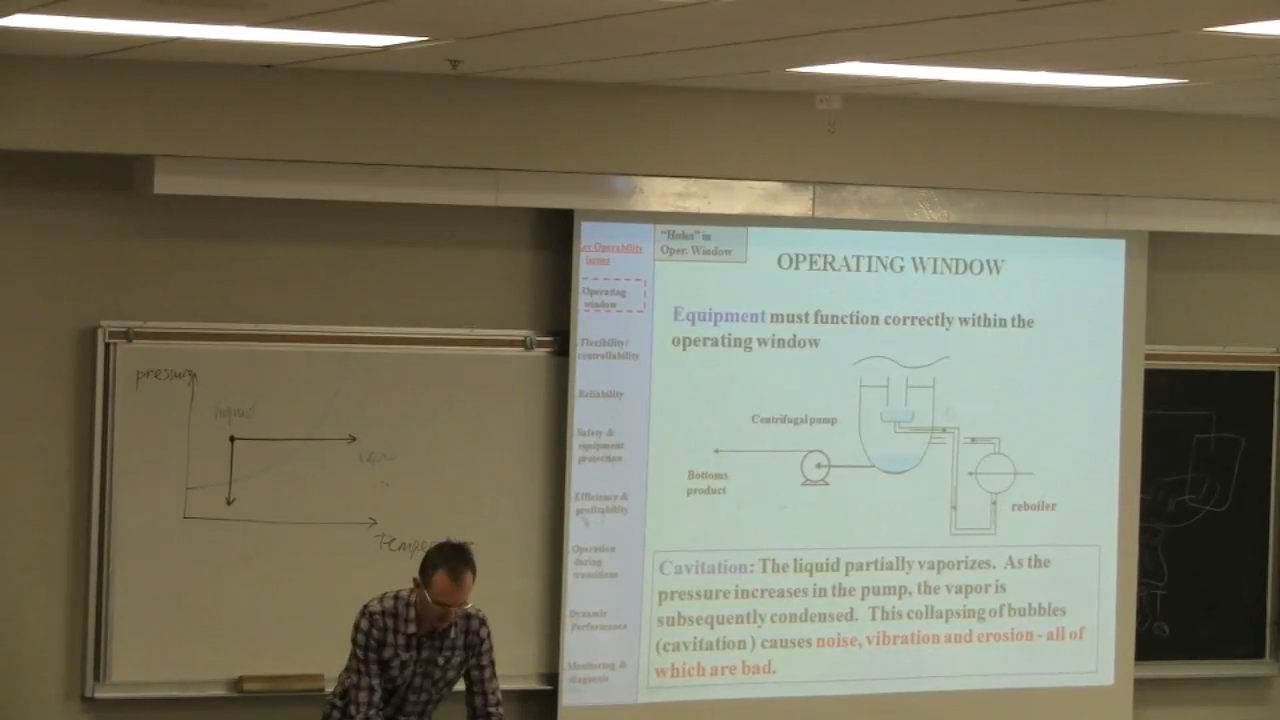 pressure
liquid
"Holes" in
Oper. Window
OPERATING WINDOW
Key Operability
issues
Operating
window
Flexibility/
controllability
Reliability
Safety &
equipment
protection
Efficiency &
profitability
Operation
during
transitions
Dynamic
Performance
Monitoring &
diagnosis
Equipment must function correctly within the
operating window
Centrifugal pump
Bottoms
product
reboiler
Cavitation: The liquid partially vaporizes. As the
pressure increases in the pump, the vapor is
subsequently condensed. This collapsing of bubbles
(cavitation) causes noise, vibration and erosion - all of
which are bad.